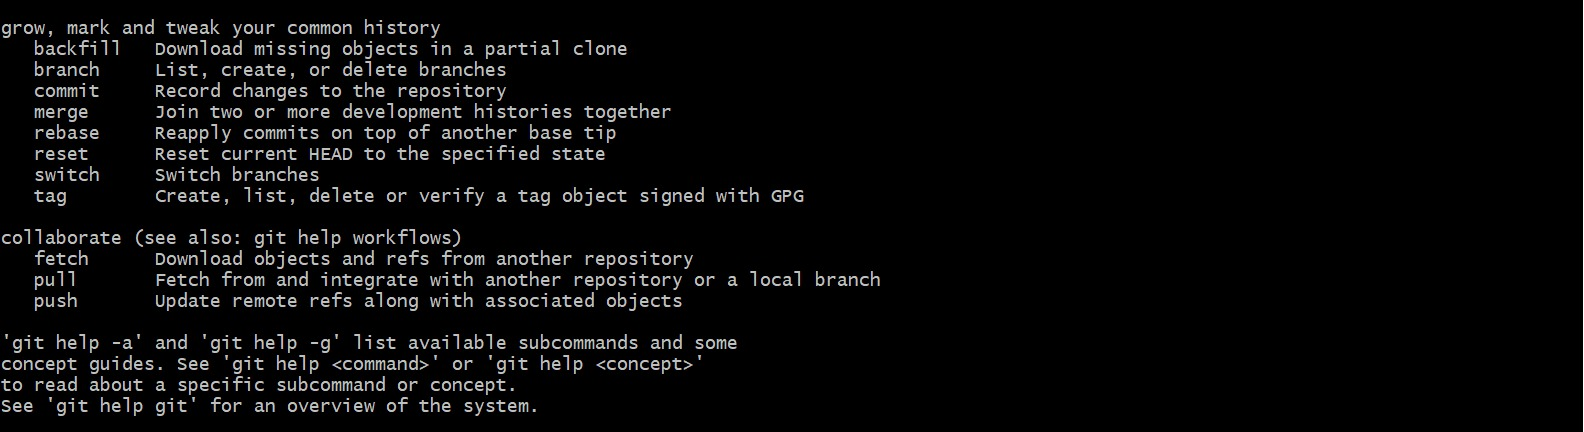 grow, mark and tweak your common history
   backfill   Download missing objects in a partial clone
   branch     List, create, or delete branches
   commit     Record changes to the repository
   merge      Join two or more development histories together
   rebase     Reapply commits on top of another base tip
   reset      Reset current HEAD to the specified state
   switch     Switch branches
   tag        Create, list, delete or verify a tag object signed with GPG

collaborate (see also: git help workflows)
   fetch      Download objects and refs from another repository
   pull       Fetch from and integrate with another repository or a local branch
   push       Update remote refs along with associated objects

'git help -a' and 'git help -g' list available subcommands and some
concept guides. See 'git help <command>' or 'git help <concept>'
to read about a specific subcommand or concept.
See 'git help git' for an overview of the system.